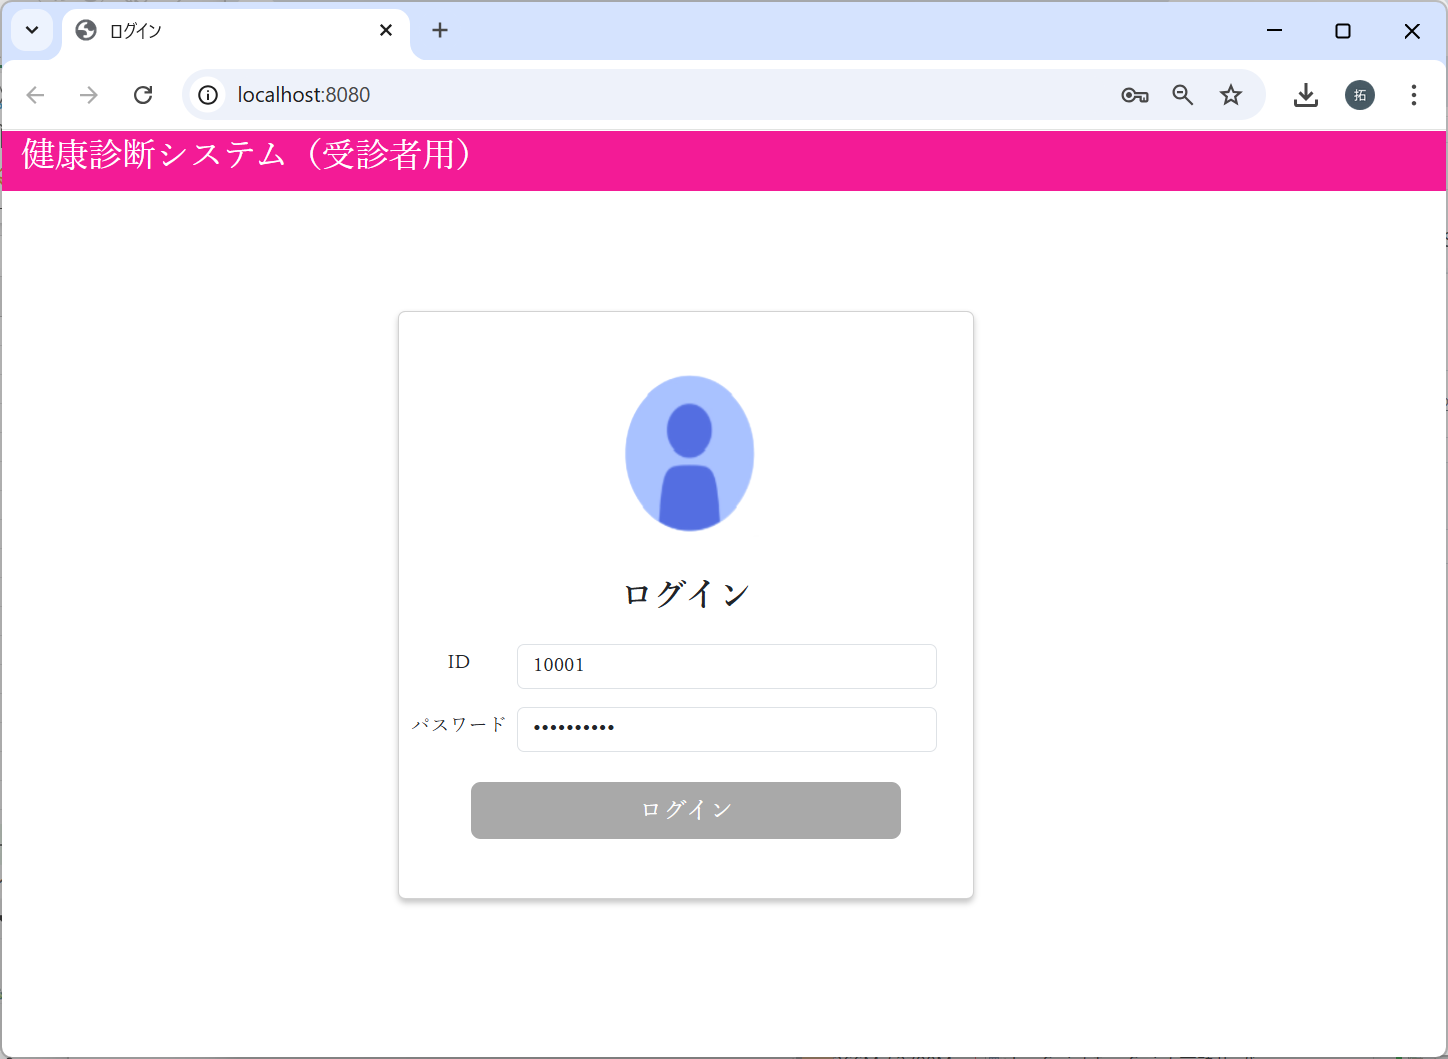 ログイン
localhost:8080
拓
健康診断システム（受診者用）
ログイン
ID 10001
パスワード ••••••••••
ログイン